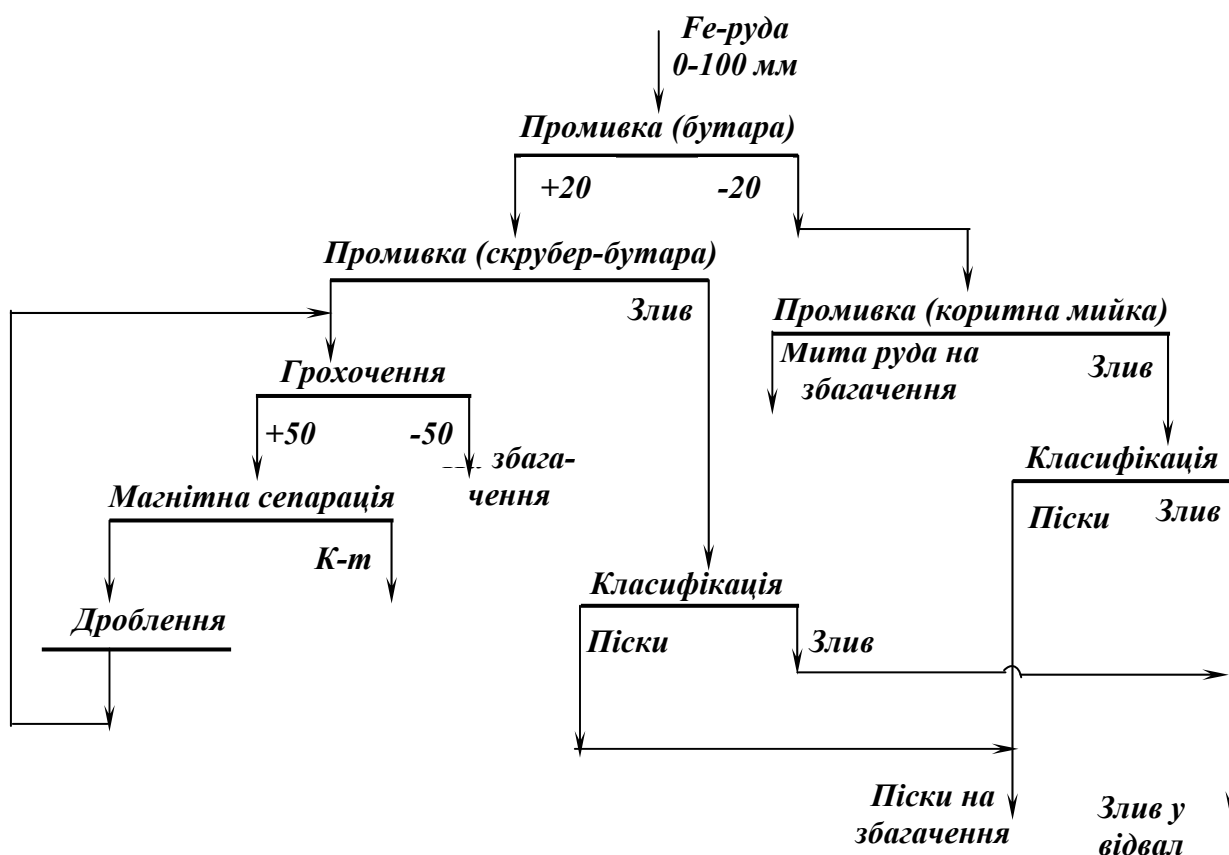 Fe-руда
0-100 мм
Промивка (бутара)
+20
-20
Промивка (скрубер-бутара)
Злив
Промивка (коритна мийка)
Мита руда на
збагачення
Злив
Грохочення
+50
-50
збага-
чення
Класифікація
Піски
Злив
Магнітна сепарація
К-т
Класифікація
Піски
Злив
Дроблення
Піски на
збагачення
Злив у
відвал